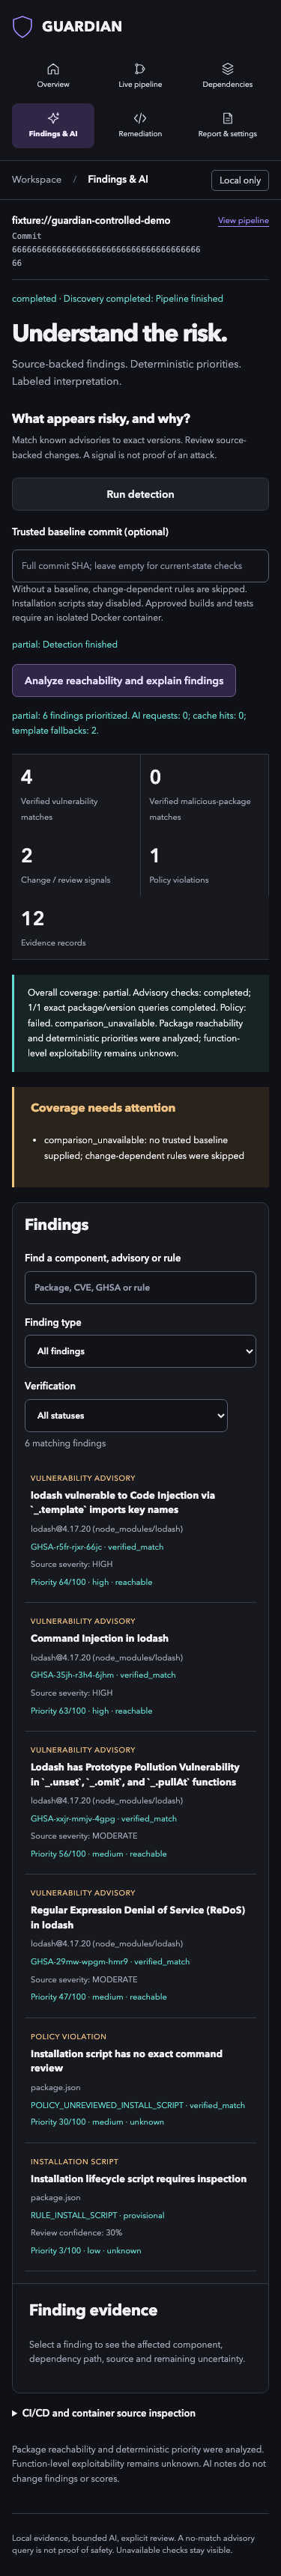 GUARDIAN
Overview
Live pipeline
Dependencies
Findings & AI
Remediation
Report & settings
Workspace / Findings & AI
Local only
fixture://guardian-controlled-demo
View pipeline
Commit
66666666666666666666666666666666666666
66
completed · Discovery completed: Pipeline finished
Understand the risk.
Source-backed findings. Deterministic priorities.
Labeled interpretation.
What appears risky, and why?
Match known advisories to exact versions. Review source-
backed changes. A signal is not proof of an attack.
Run detection
Trusted baseline commit (optional)
Full commit SHA; leave empty for current-state checks
Without a baseline, change-dependent rules are skipped.
Installation scripts stay disabled. Approved builds and tests
require an isolated Docker container.
partial: Detection finished
Analyze reachability and explain findings
partial: 6 findings prioritized. AI requests: 0; cache hits: 0;
template fallbacks: 2.
4
Verified vulnerability
matches
0
Verified malicious-package
matches
2
Change / review signals
1
Policy violations
12
Evidence records
Overall coverage: partial. Advisory checks: completed;
1/1 exact package/version queries completed. Policy:
failed. comparison_unavailable. Package reachability
and deterministic priorities were analyzed; function-
level exploitability remains unknown.
Coverage needs attention
• comparison_unavailable: no trusted baseline
supplied; change-dependent rules were skipped
Findings
Find a component, advisory or rule
Package, CVE, GHSA or rule
Finding type
All findings
Verification
All statuses
6 matching findings
VULNERABILITY ADVISORY
lodash vulnerable to Code Injection via
`_.template` imports key names
lodash@4.17.20 (node_modules/lodash)
GHSA-r5fr-rjxr-66jc · verified_match
Source severity: HIGH
Priority 64/100 · high · reachable
VULNERABILITY ADVISORY
Command Injection in lodash
lodash@4.17.20 (node_modules/lodash)
GHSA-35jh-r3h4-6jhm · verified_match
Source severity: HIGH
Priority 63/100 · high · reachable
VULNERABILITY ADVISORY
Lodash has Prototype Pollution Vulnerability
in `_.unset`, `_.omit`, and `_.pullAt` functions
lodash@4.17.20 (node_modules/lodash)
GHSA-xxjr-mmjv-4gpg · verified_match
Source severity: MODERATE
Priority 56/100 · medium · reachable
VULNERABILITY ADVISORY
Regular Expression Denial of Service (ReDoS)
in lodash
lodash@4.17.20 (node_modules/lodash)
GHSA-29mw-wpgm-hmr9 · verified_match
Source severity: MODERATE
Priority 47/100 · medium · reachable
POLICY VIOLATION
Installation script has no exact command
review
package.json
POLICY_UNREVIEWED_INSTALL_SCRIPT · verified_match
Priority 30/100 · medium · unknown
INSTALLATION SCRIPT
Installation lifecycle script requires inspection
package.json
RULE_INSTALL_SCRIPT · provisional
Review confidence: 30%
Priority 3/100 · low · unknown
Finding evidence
Select a finding to see the affected component,
dependency path, source and remaining uncertainty.
▶ CI/CD and container source inspection
Package reachability and deterministic priority were analyzed.
Function-level exploitability remains unknown. AI notes do not
change findings or scores.
Local evidence, bounded AI, explicit review. A no-match advisory
query is not proof of safety. Unavailable checks stay visible.